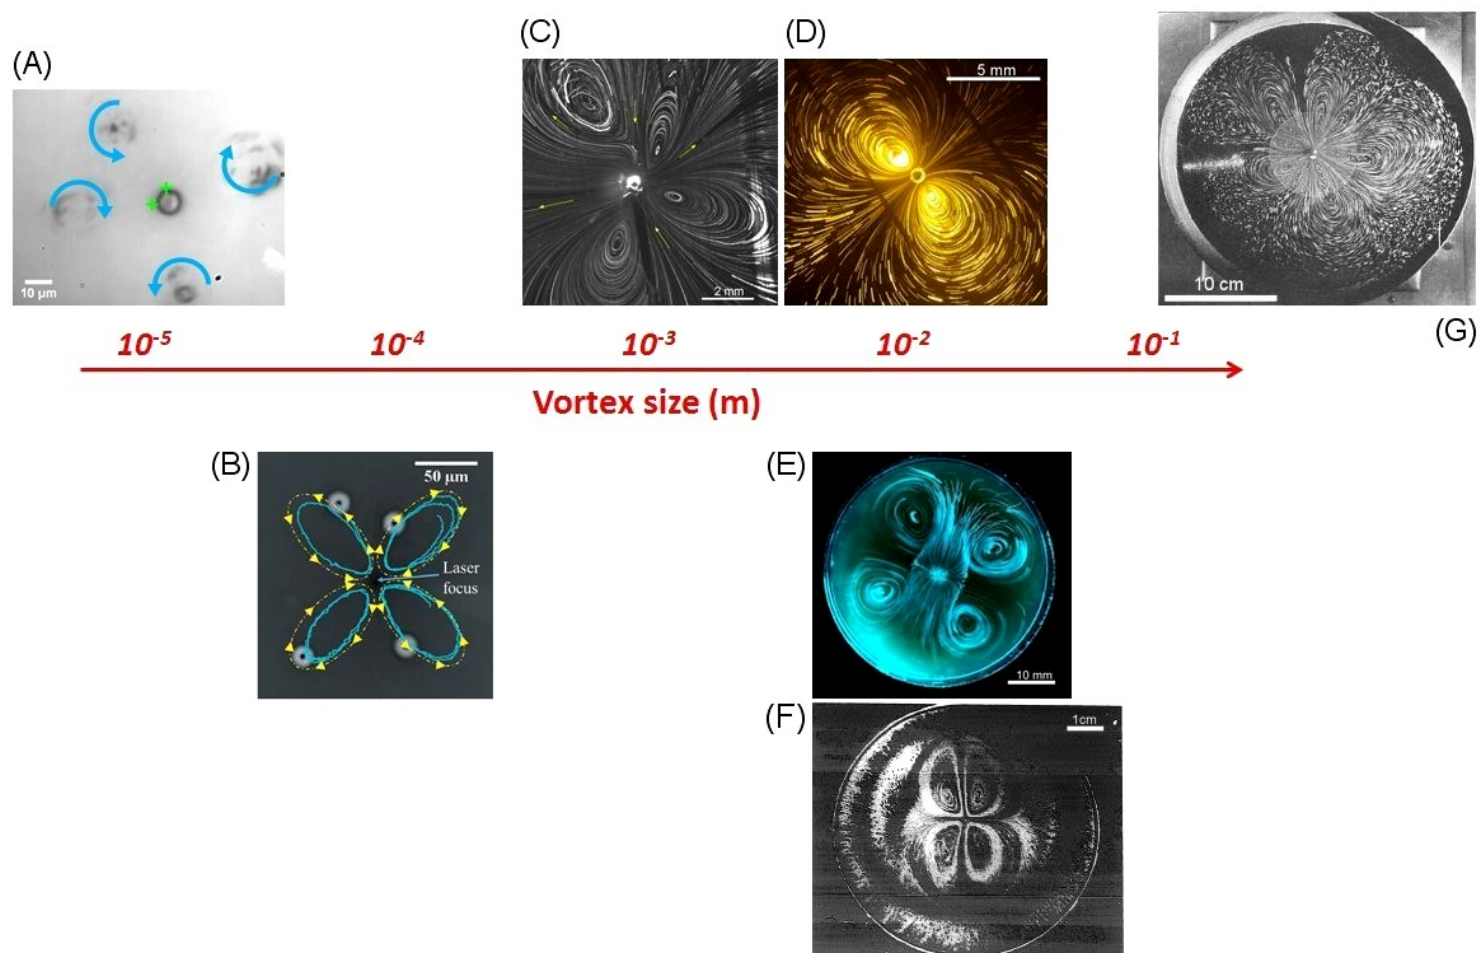 (A)
10 µm
(C)
2 mm
(D)
5 mm
10 cm
(G)
10⁻⁵
10⁻⁴
10⁻³
10⁻²
10⁻¹
Vortex size (m)
(B)
50 µm
Laser
focus
(E)
10 mm
(F)
1cm